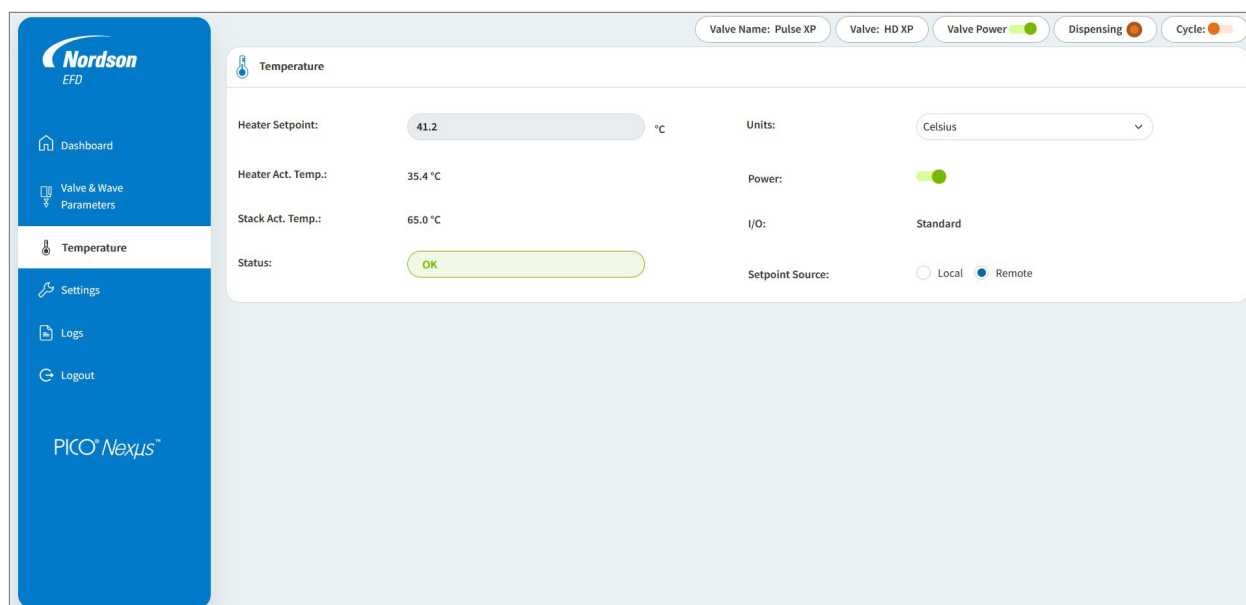 Nordson
EFD
Dashboard
Valve & Wave
Parameters
Temperature
Settings
Logs
Logout
PICO® Nexµs™
Valve Name: Pulse XP
Valve: HD XP
Valve Power
Dispensing
Cycle:
Temperature
Heater Setpoint:
41.2
°C
Heater Act. Temp.:
35.4 °C
Stack Act. Temp.:
65.0 °C
Status:
OK
Units:
Celsius
Power:
I/O:
Standard
Setpoint Source:
Local
Remote